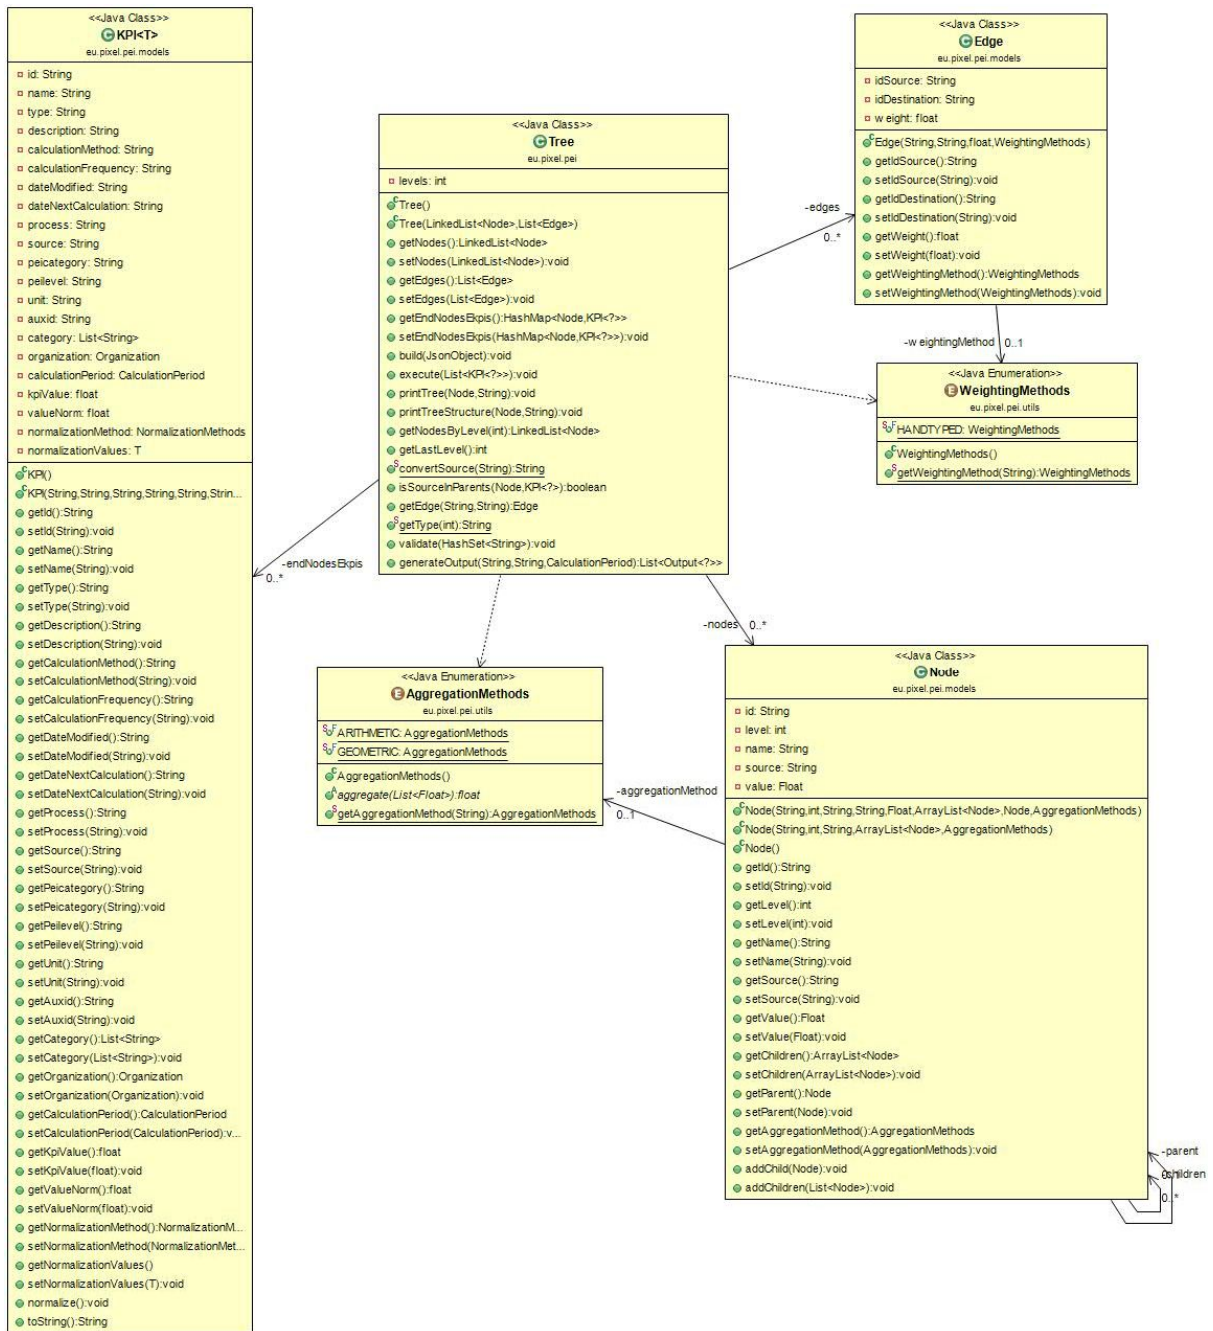 <<Java Class>>
KPI<T>
eu.pixel.pei.models
id: String
name: String
type: String
description: String
calculationMethod: String
calculationFrequency: String
dateModified: String
dateNextCalculation: String
process: String
source: String
peicategory: String
peilevel: String
unit: String
auxid: String
category: List<String>
organization: Organization
calculationPeriod: CalculationPeriod
kpiValue: float
valueNorm: float
normalizationMethod: NormalizationMethods
normalizationValues: T
KPI()
KPI(String,String,String,String,String,Strin...
getId():String
setId(String):void
getName():String
setName(String):void
getType():String
setType(String):void
getDescription():String
setDescription(String):void
getCalculationMethod():String
setCalculationMethod(String):void
getCalculationFrequency():String
setCalculationFrequency(String):void
getDateModified():String
setDateModified(String):void
getDateNextCalculation():String
setDateNextCalculation(String):void
getProcess():String
setProcess(String):void
getSource():String
setSource(String):void
getPeicategory():String
setPeicategory(String):void
getPeilevel():String
setPeilevel(String):void
getUnit():String
setUnit(String):void
getAuxid():String
setAuxid(String):void
getCategory():List<String>
setCategory(List<String>):void
getOrganization():Organization
setOrganization(Organization):void
getCalculationPeriod():CalculationPeriod
setCalculationPeriod(CalculationPeriod):v...
getKpiValue():float
setKpiValue(float):void
getValueNorm():float
setValueNorm(float):void
getNormalizationMethod():NormalizationM...
setNormalizationMethod(NormalizationMet...
getNormalizationValues()
setNormalizationValues(T):void
normalize():void
toString():String
<<Java Class>>
Tree
eu.pixel.pei
levels: int
Tree()
Tree(LinkedList<Node>,List<Edge>)
getNodes():LinkedList<Node>
setNodes(LinkedList<Node>):void
getEdges():List<Edge>
setEdges(List<Edge>):void
getEndNodesEkpis():HashMap<Node,KPI<?>>
setEndNodesEkpis(HashMap<Node,KPI<?>>):void
build(JsonObject):void
execute(List<KPI<?>>):void
printTree(Node,String):void
printTreeStructure(Node,String):void
getNodesByLevel(int):LinkedList<Node>
getLastLevel():int
convertSource(String):String
isSourceInParents(Node,KPI<?>):boolean
getEdge(String,String):Edge
getType(int):String
validate(HashSet<String>):void
generateOutput(String,String,CalculationPeriod):List<Output<?>>
-endNodesEkpis
0..*
-edges
0..*
<<Java Class>>
Edge
eu.pixel.pei.models
idSource: String
idDestination: String
weight: float
Edge(String,String,float,WeightingMethods)
getIdSource():String
setIdSource(String):void
getIdDestination():String
setIdDestination(String):void
getWeight():float
setWeight(float):void
getWeightingMethod():WeightingMethods
setWeightingMethod(WeightingMethods):void
-weightingMethod
0..1
<<Java Enumeration>>
WeightingMethods
eu.pixel.pei.utils
HANDTYPED: WeightingMethods
WeightingMethods()
getWeightingMethod(String):WeightingMethods
-nodes
0..*
<<Java Enumeration>>
AggregationMethods
eu.pixel.pei.utils
ARITHMETIC: AggregationMethods
GEOMETRIC: AggregationMethods
AggregationMethods()
aggregate(List<Float>):float
getAggregationMethod(String):AggregationMethods
-aggregationMethod
0..1
<<Java Class>>
Node
eu.pixel.pei.models
id: String
level: int
name: String
source: String
value: Float
Node(String,int,String,String,Float,ArrayList<Node>,Node,AggregationMethods)
Node(String,int,String,ArrayList<Node>,AggregationMethods)
Node()
getId():String
setId(String):void
getLevel():int
setLevel(int):void
getName():String
setName(String):void
getSource():String
setSource(String):void
getValue():Float
setValue(Float):void
getChildren():ArrayList<Node>
setChildren(ArrayList<Node>):void
getParent():Node
setParent(Node):void
getAggregationMethod():AggregationMethods
setAggregationMethod(AggregationMethods):void
addChild(Node):void
addChildren(List<Node>):void
-parent
children
0..*